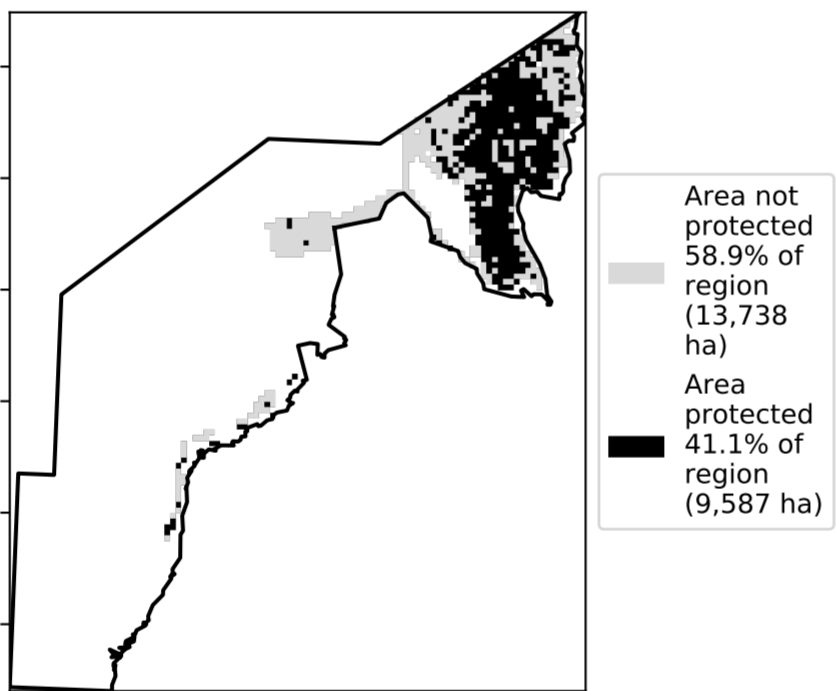 Area not
protected
58.9% of
region
(13,738
ha)
Area
protected
41.1% of
region
(9,587 ha)